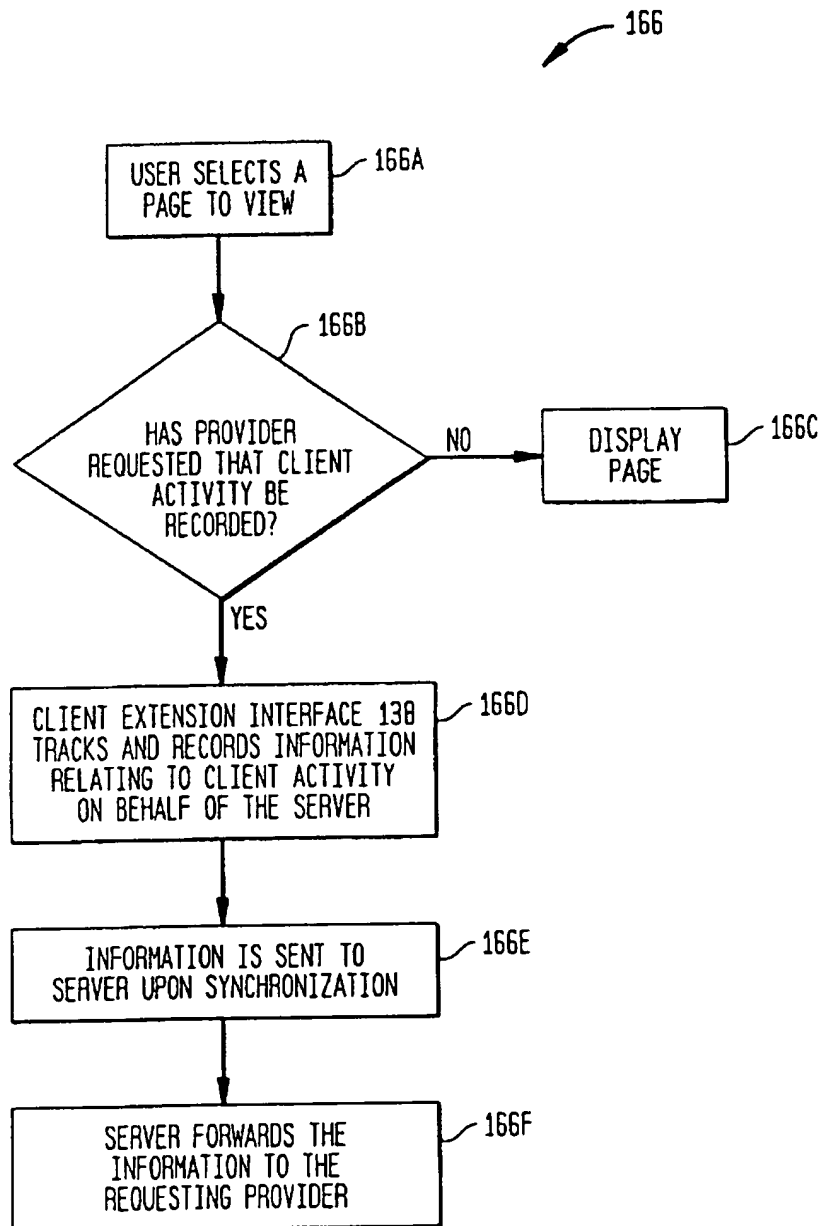 166
USER SELECTS A
PAGE TO VIEW
166A
166B
HAS PROVIDER
REQUESTED THAT CLIENT
ACTIVITY BE
RECORDED?
NO
DISPLAY
PAGE
166C
YES
CLIENT EXTENSION INTERFACE 138
TRACKS AND RECORDS INFORMATION
RELATING TO CLIENT ACTIVITY
ON BEHALF OF THE SERVER
166D
INFORMATION IS SENT TO
SERVER UPON SYNCHRONIZATION
166E
SERVER FORWARDS THE
INFORMATION TO THE
REQUESTING PROVIDER
166F